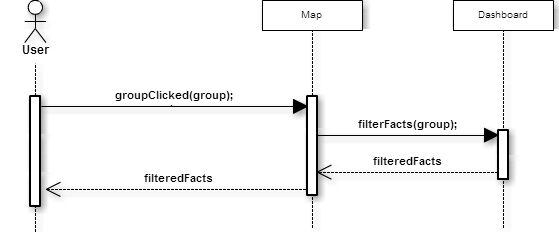 Map
Dashboard
User
groupClicked(group);
filterFacts(group);
filteredFacts
filteredFacts